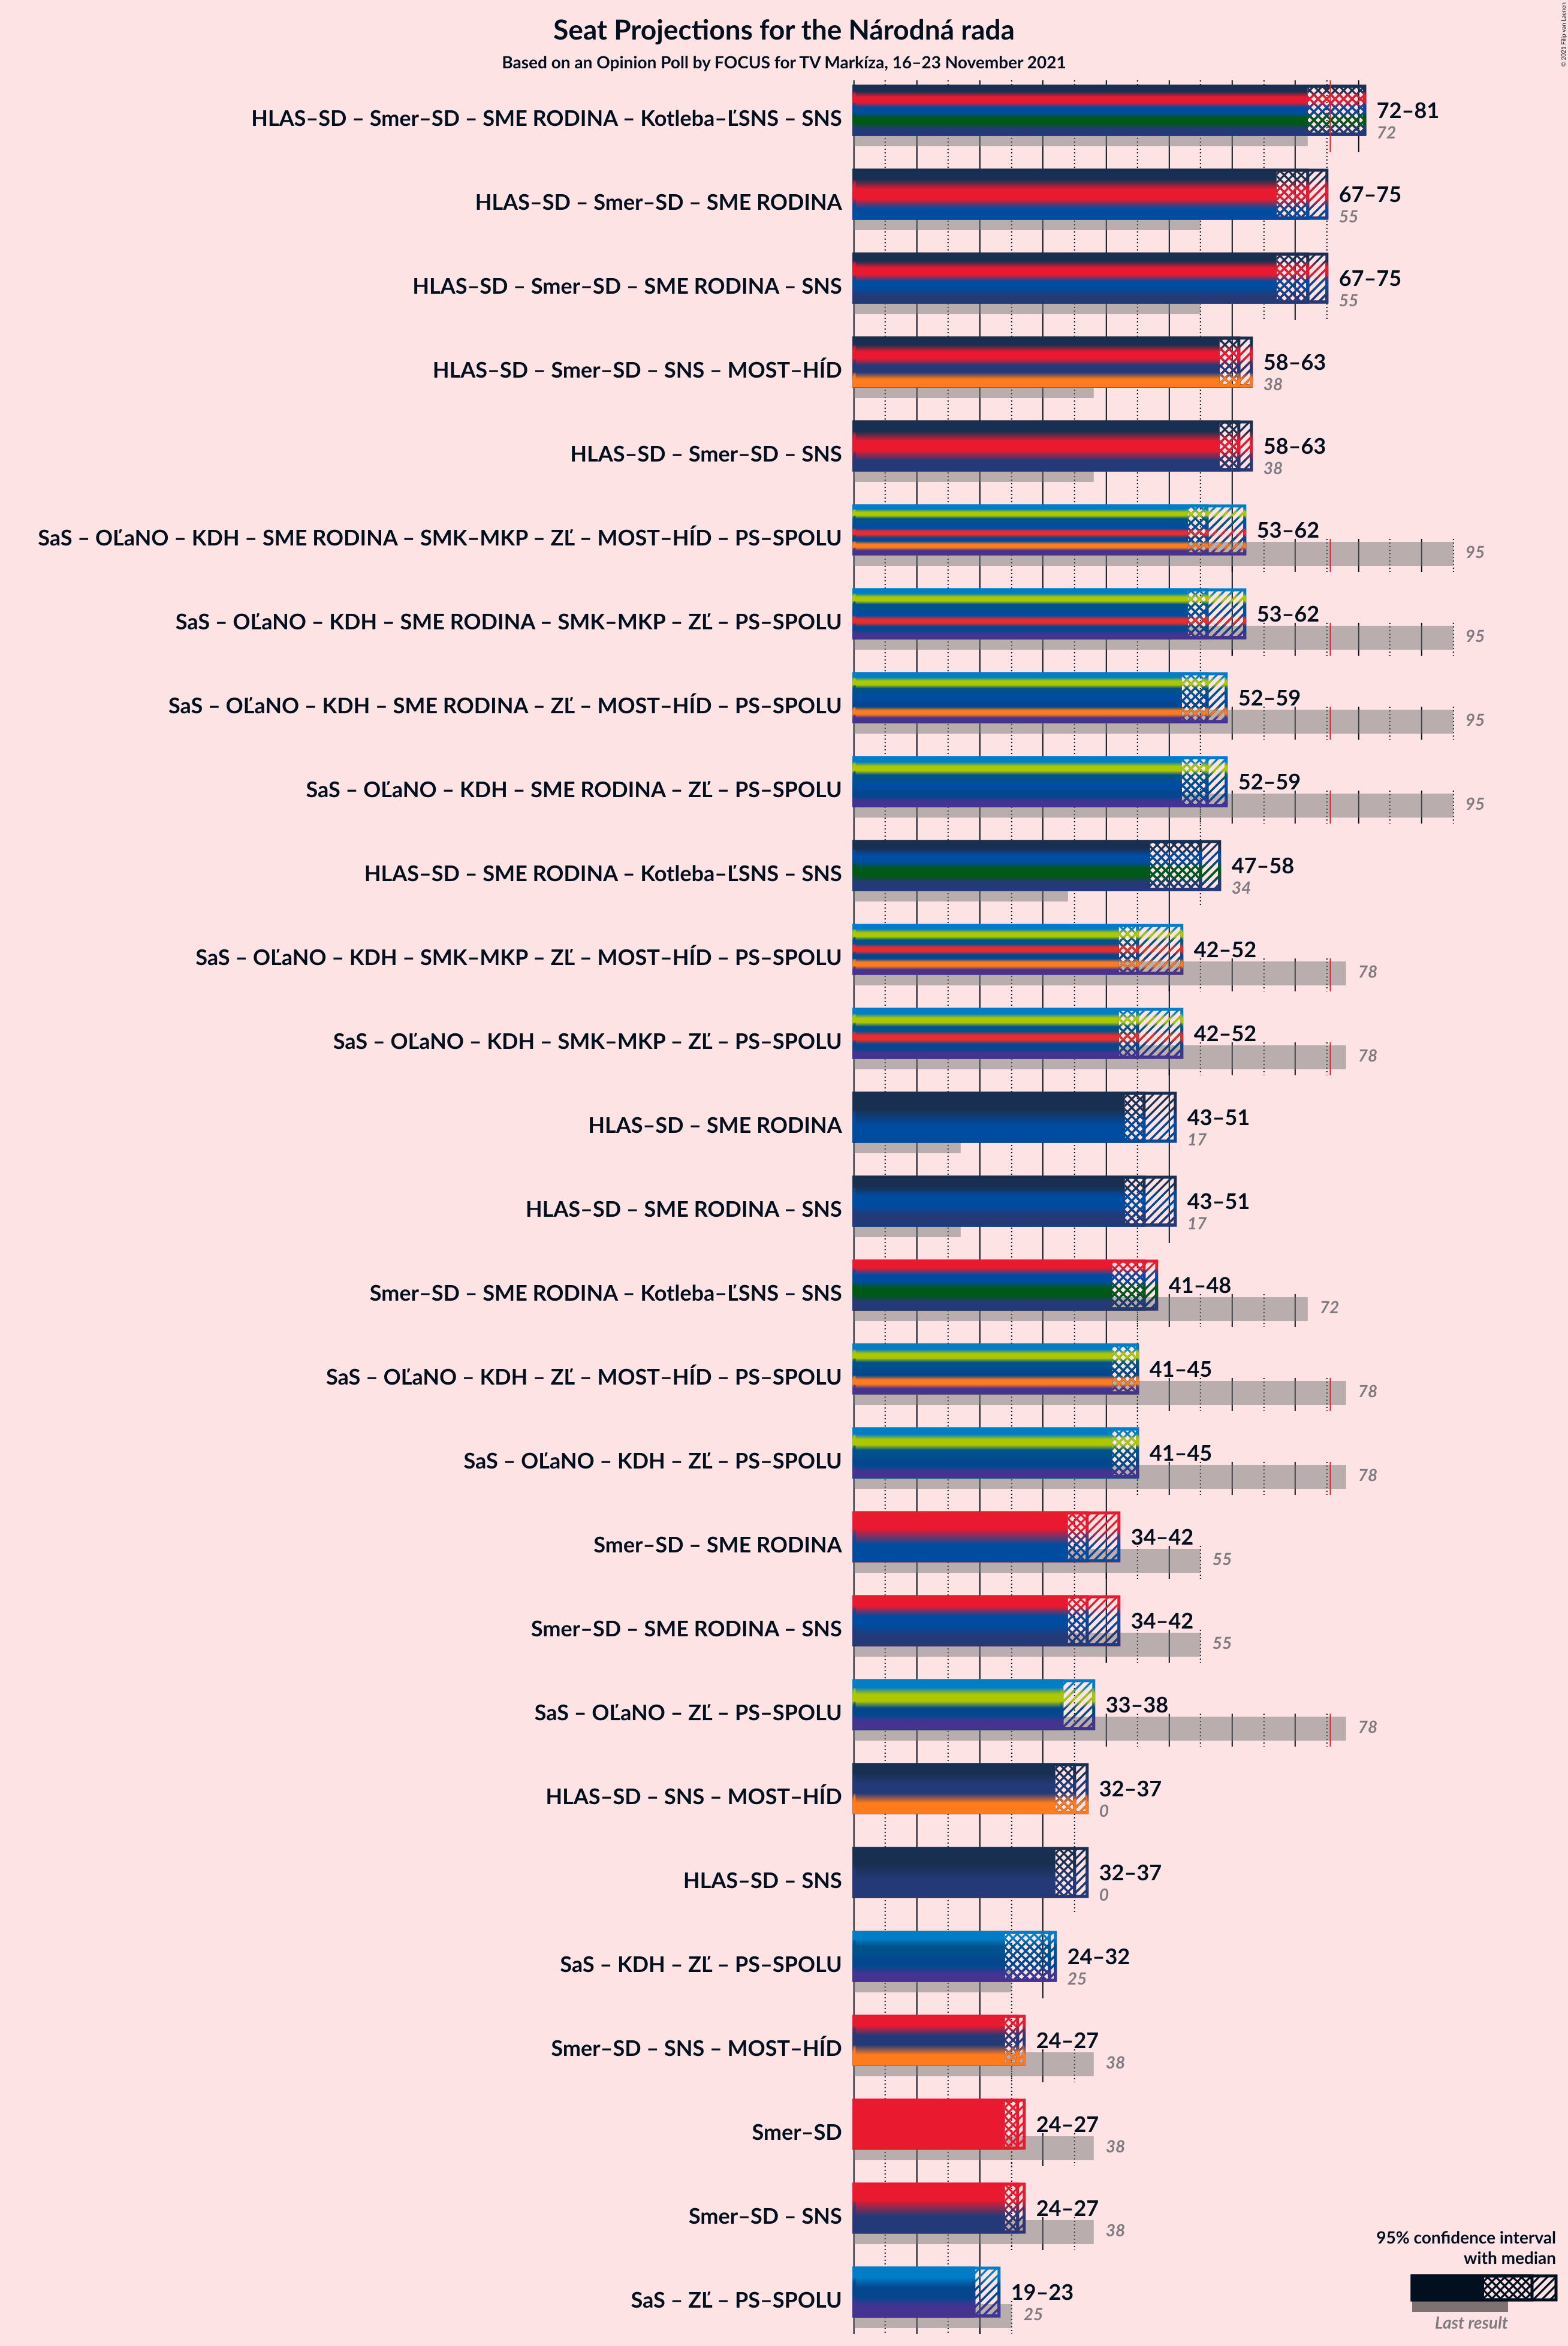 Seat Projections for the Národná rada
Based on an Opinion Poll by FOCUS for TV Markíza, 16–23 November 2021
© 2021 Filip van Laenen
HLAS–SD – Smer–SD – SME RODINA – Kotleba–ĽSNS – SNS
72–81
72
HLAS–SD – Smer–SD – SME RODINA
67–75
55
HLAS–SD – Smer–SD – SME RODINA – SNS
67–75
55
HLAS–SD – Smer–SD – SNS – MOST–HÍD
58–63
38
HLAS–SD – Smer–SD – SNS
58–63
38
SaS – OĽaNO – KDH – SME RODINA – SMK–MKP – ZĽ – MOST–HÍD – PS–SPOLU
53–62
95
SaS – OĽaNO – KDH – SME RODINA – SMK–MKP – ZĽ – PS–SPOLU
53–62
95
SaS – OĽaNO – KDH – SME RODINA – ZĽ – MOST–HÍD – PS–SPOLU
52–59
95
SaS – OĽaNO – KDH – SME RODINA – ZĽ – PS–SPOLU
52–59
95
HLAS–SD – SME RODINA – Kotleba–ĽSNS – SNS
47–58
34
SaS – OĽaNO – KDH – SMK–MKP – ZĽ – MOST–HÍD – PS–SPOLU
42–52
78
SaS – OĽaNO – KDH – SMK–MKP – ZĽ – PS–SPOLU
42–52
78
HLAS–SD – SME RODINA
43–51
17
HLAS–SD – SME RODINA – SNS
43–51
17
Smer–SD – SME RODINA – Kotleba–ĽSNS – SNS
41–48
72
SaS – OĽaNO – KDH – ZĽ – MOST–HÍD – PS–SPOLU
41–45
78
SaS – OĽaNO – KDH – ZĽ – PS–SPOLU
41–45
78
Smer–SD – SME RODINA
34–42
55
Smer–SD – SME RODINA – SNS
34–42
55
SaS – OĽaNO – ZĽ – PS–SPOLU
33–38
78
HLAS–SD – SNS – MOST–HÍD
32–37
0
HLAS–SD – SNS
32–37
0
SaS – KDH – ZĽ – PS–SPOLU
24–32
25
Smer–SD – SNS – MOST–HÍD
24–27
38
Smer–SD
24–27
38
Smer–SD – SNS
24–27
38
SaS – ZĽ – PS–SPOLU
19–23
25
95% confidence interval
with median
Last result